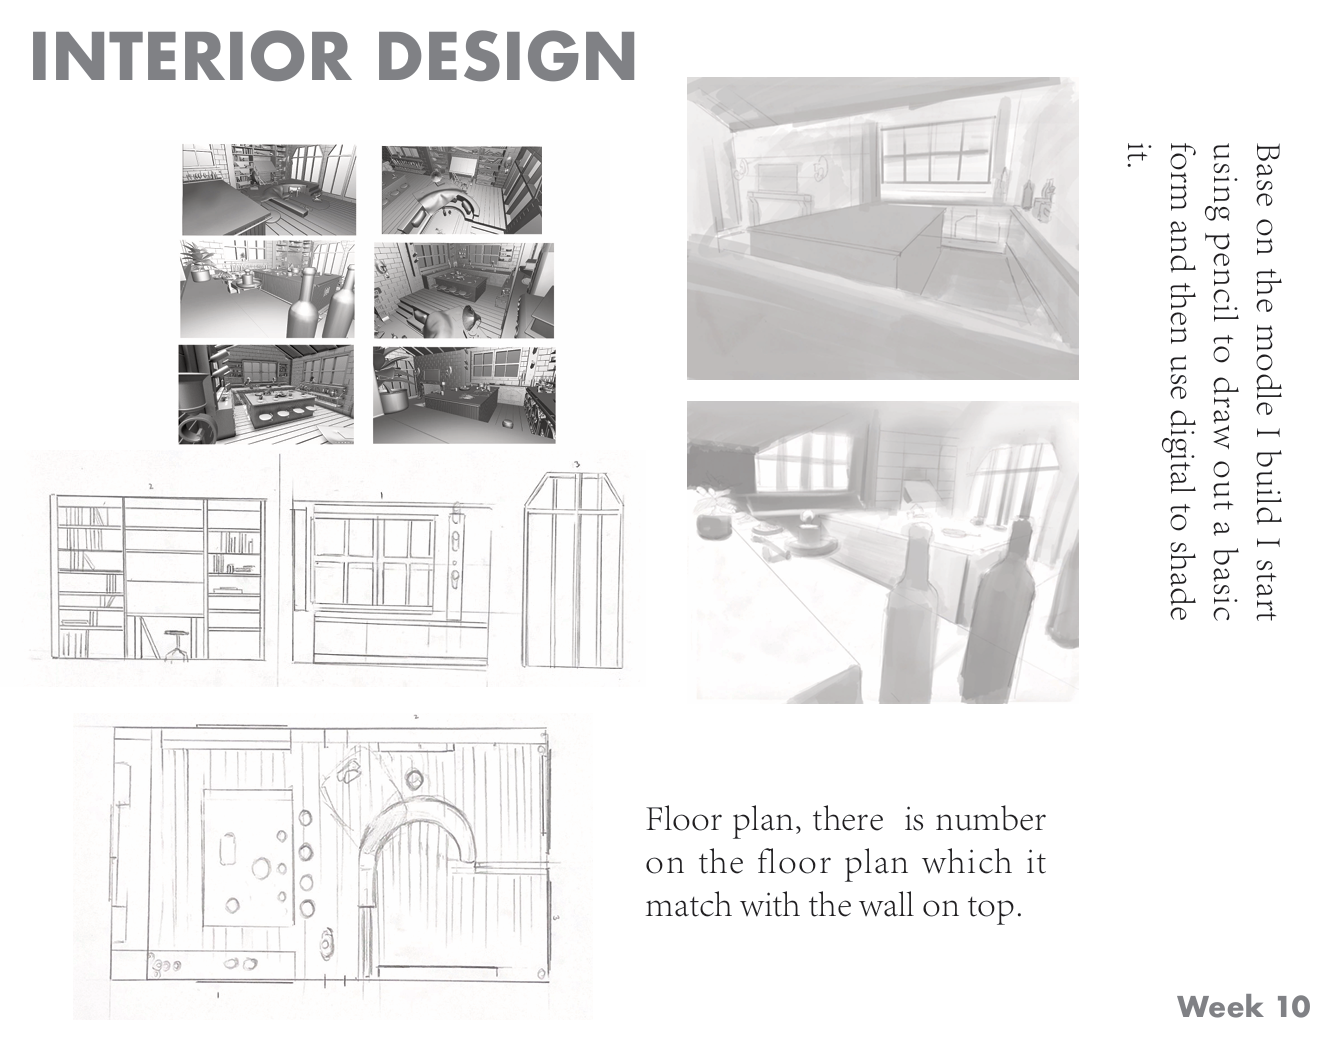 INTERIOR DESIGN
Base on the modle I build I start
using pencil to draw out a basic
form and then use digital to shade
it.
2
1
3
2
3
1
Floor plan, there is number
on the floor plan which it
match with the wall on top.
Week 10